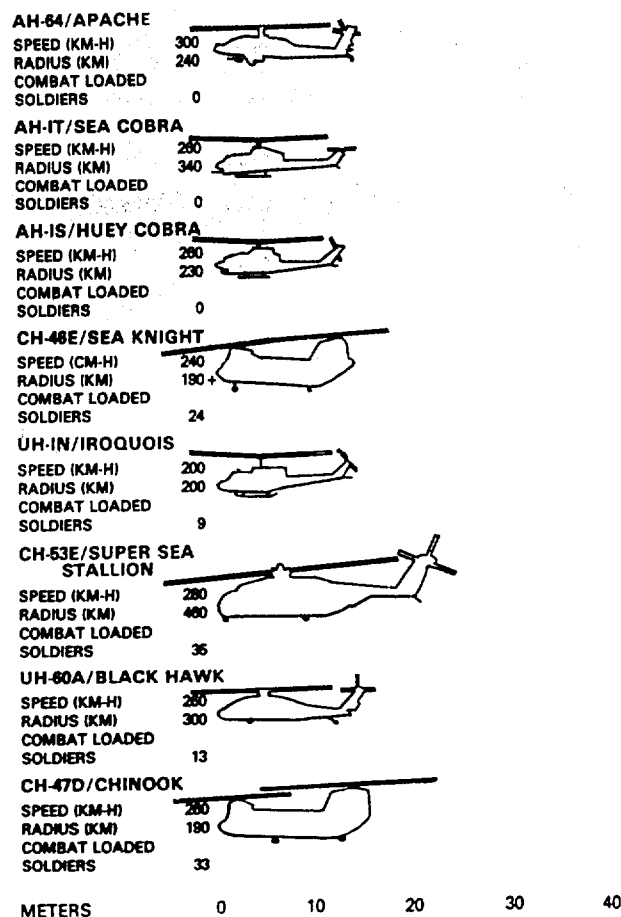 AH-64/APACHE
SPEED (KM-H) 300
RADIUS (KM) 240
COMBAT LOADED
SOLDIERS 0
AH-IT/SEA COBRA
SPEED (KM-H) 260
RADIUS (KM) 340
COMBAT LOADED
SOLDIERS 0
AH-IS/HUEY COBRA
SPEED (KM-H) 260
RADIUS (KM) 230
COMBAT LOADED
SOLDIERS 0
CH-46E/SEA KNIGHT
SPEED (CM-H) 240
RADIUS (KM) 190 +
COMBAT LOADED
SOLDIERS 24
UH-IN/IROQUOIS
SPEED (KM-H) 200
RADIUS (KM) 200
COMBAT LOADED
SOLDIERS 9
CH-53E/SUPER SEA
STALLION
SPEED (KM-H) 280
RADIUS (KM) 460
COMBAT LOADED
SOLDIERS 36
UH-60A/BLACK HAWK
SPEED (KM-H) 260
RADIUS (KM) 300
COMBAT LOADED
SOLDIERS 13
CH-47D/CHINOOK
SPEED (KM-H) 260
RADIUS (KM) 190
COMBAT LOADED
SOLDIERS 33
METERS 0 10 20 30 40